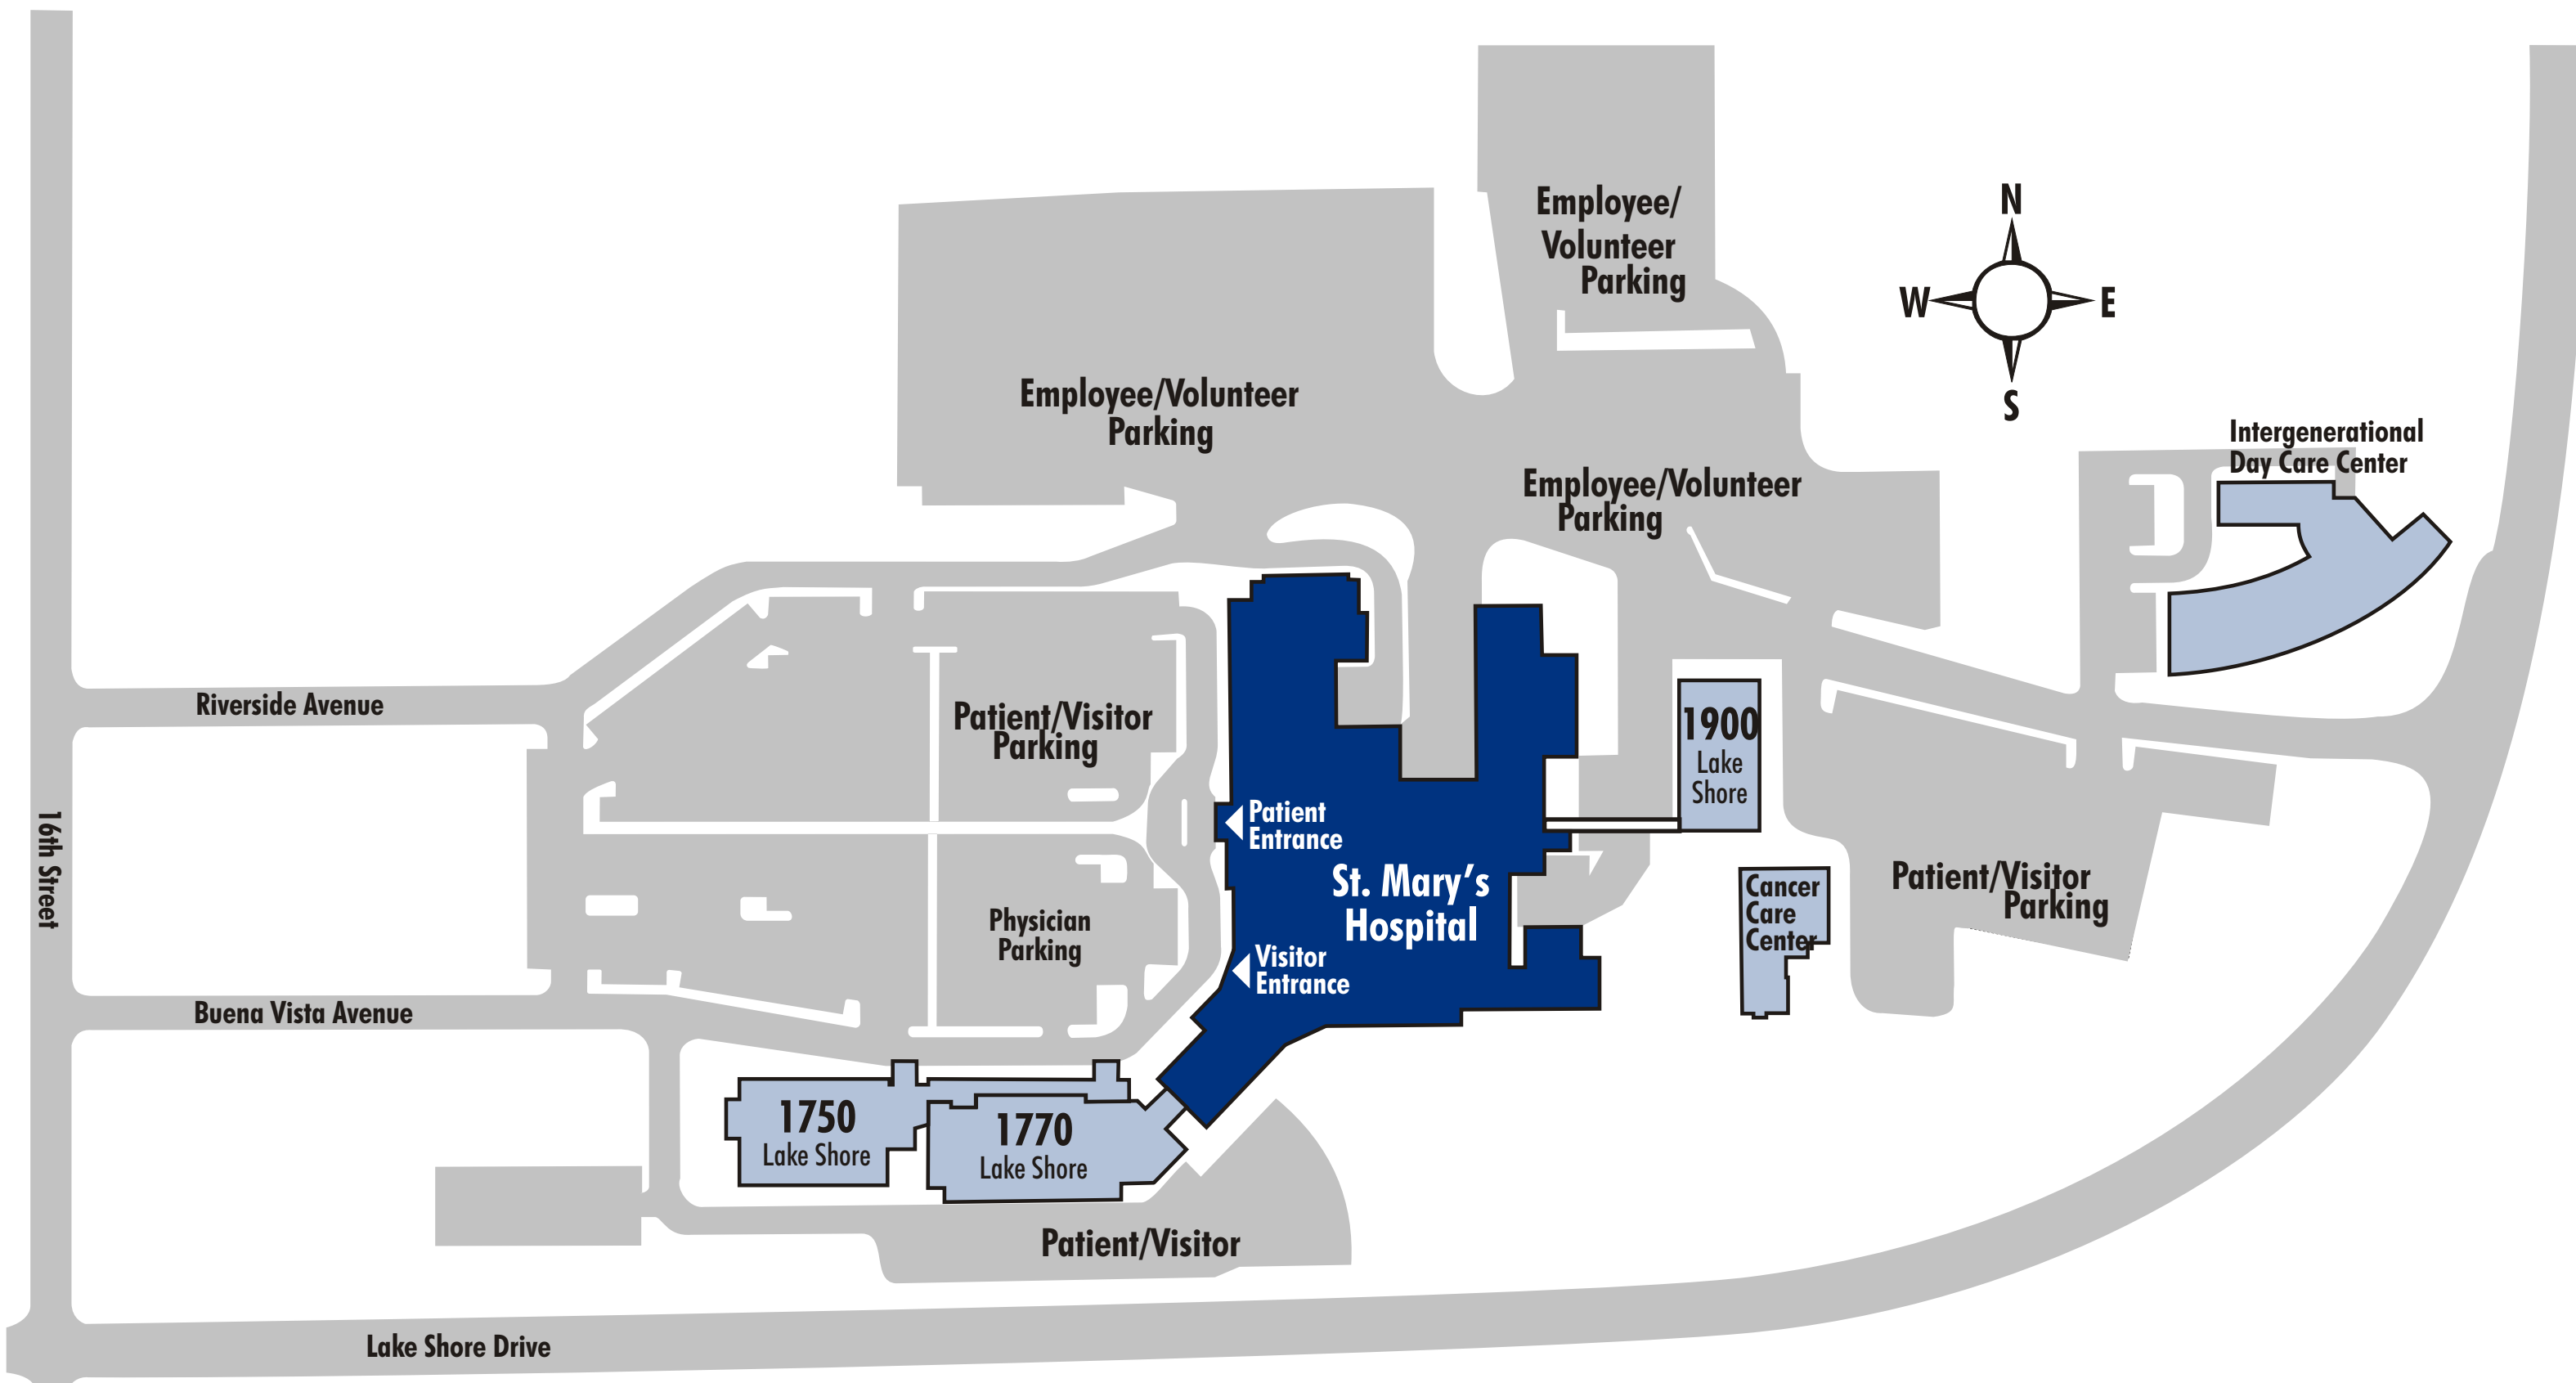 Employee/
Volunteer
Parking
N
W
E
S
Employee/Volunteer
Parking
Intergenerational
Day Care Center
Employee/Volunteer
Parking
Riverside Avenue
Patient/Visitor
Parking
1900
Lake
Shore
16th Street
Patient
Entrance
St. Mary's
Hospital
Cancer
Care
Center
Patient/Visitor
Parking
Physician
Parking
Visitor
Entrance
Buena Vista Avenue
1750
Lake Shore
1770
Lake Shore
Patient/Visitor
Lake Shore Drive